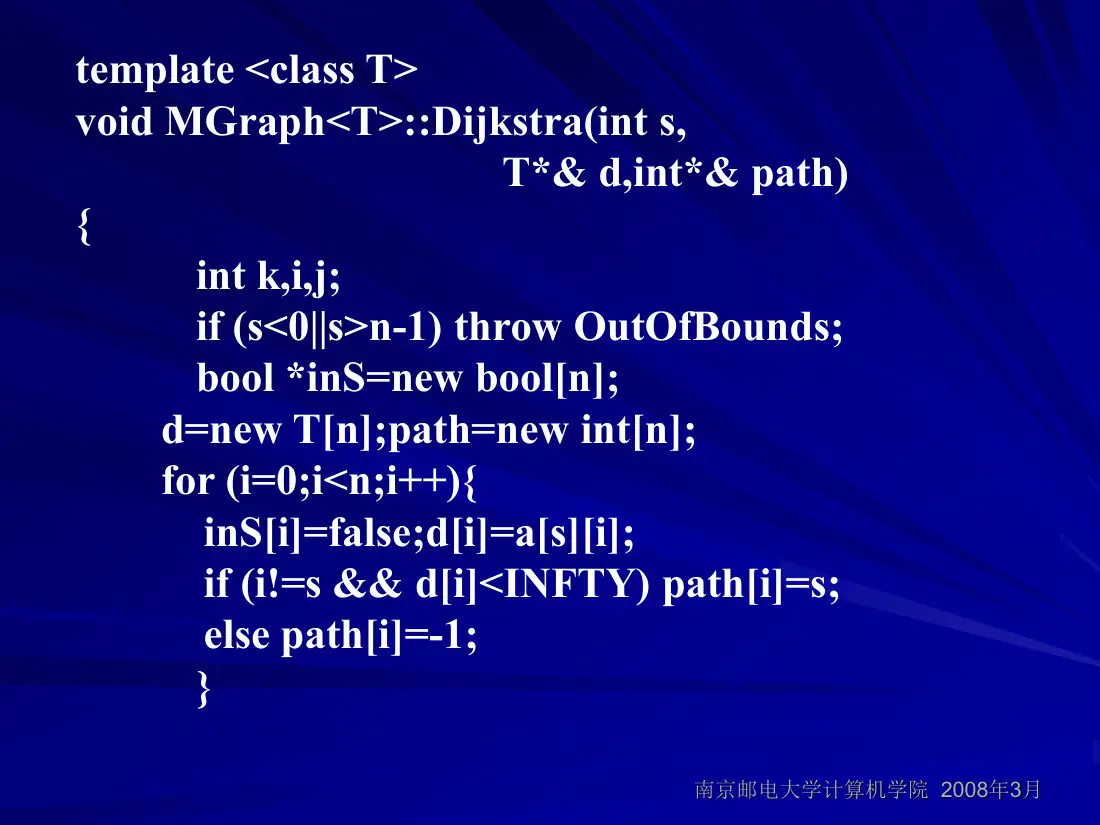 template <class T>
void MGraph<T>::Dijkstra(int s,
T*& d,int*& path)
{
int k,i,j;
if (s<0||s>n-1) throw OutOfBounds;
bool *inS=new bool[n];
d=new T[n];path=new int[n];
for (i=0;i<n;i++){
inS[i]=false;d[i]=a[s][i];
if (i!=s && d[i]<INFTY) path[i]=s;
else path[i]=-1;
}
南京邮电大学计算机学院 2008年3月